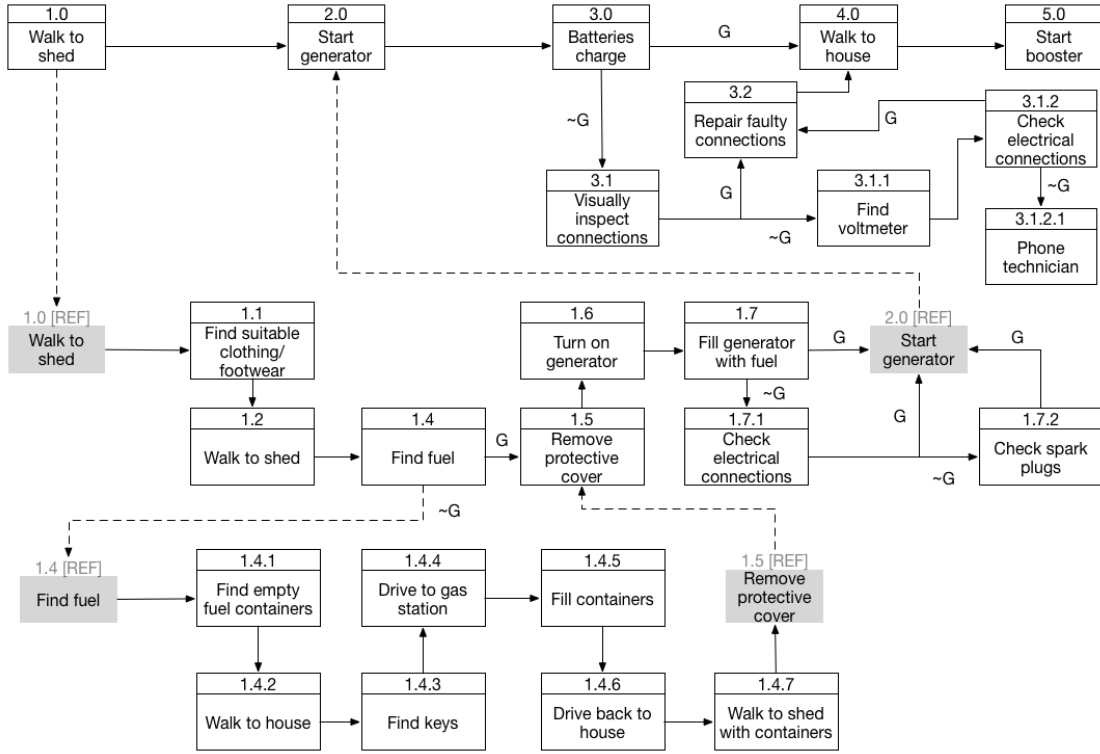 1.0
Walk to
shed
2.0
Start
generator
3.0
Batteries
charge
G
4.0
Walk to
house
5.0
Start
booster
~G
3.2
Repair faulty
connections
G
3.1.2
Check
electrical
connections
3.1
Visually
inspect
connections
G
~G
3.1.1
Find
voltmeter
~G
3.1.2.1
Phone
technician
1.0 [REF]
Walk to
shed
1.1
Find suitable
clothing/
footwear
1.6
Turn on
generator
1.7
Fill generator
with fuel
G
2.0 [REF]
Start
generator
G
~G
G
1.2
Walk to shed
1.4
Find fuel
G
1.5
Remove
protective
cover
1.7.1
Check
electrical
connections
~G
1.7.2
Check spark
plugs
~G
1.4 [REF]
Find fuel
1.4.1
Find empty
fuel containers
1.4.4
Drive to gas
station
1.4.5
Fill containers
1.5 [REF]
Remove
protective
cover
1.4.2
Walk to house
1.4.3
Find keys
1.4.6
Drive back to
house
1.4.7
Walk to shed
with containers